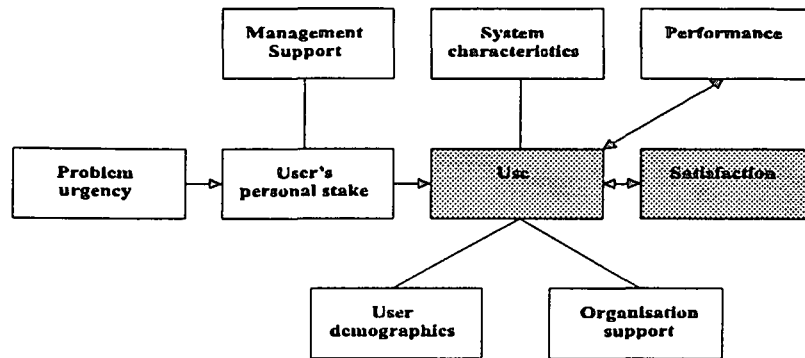 Management
Support
System
characteristics
Performance
Problem
urgency
User's
personal stake
Use
Satisfaction
User
demographics
Organisation
support